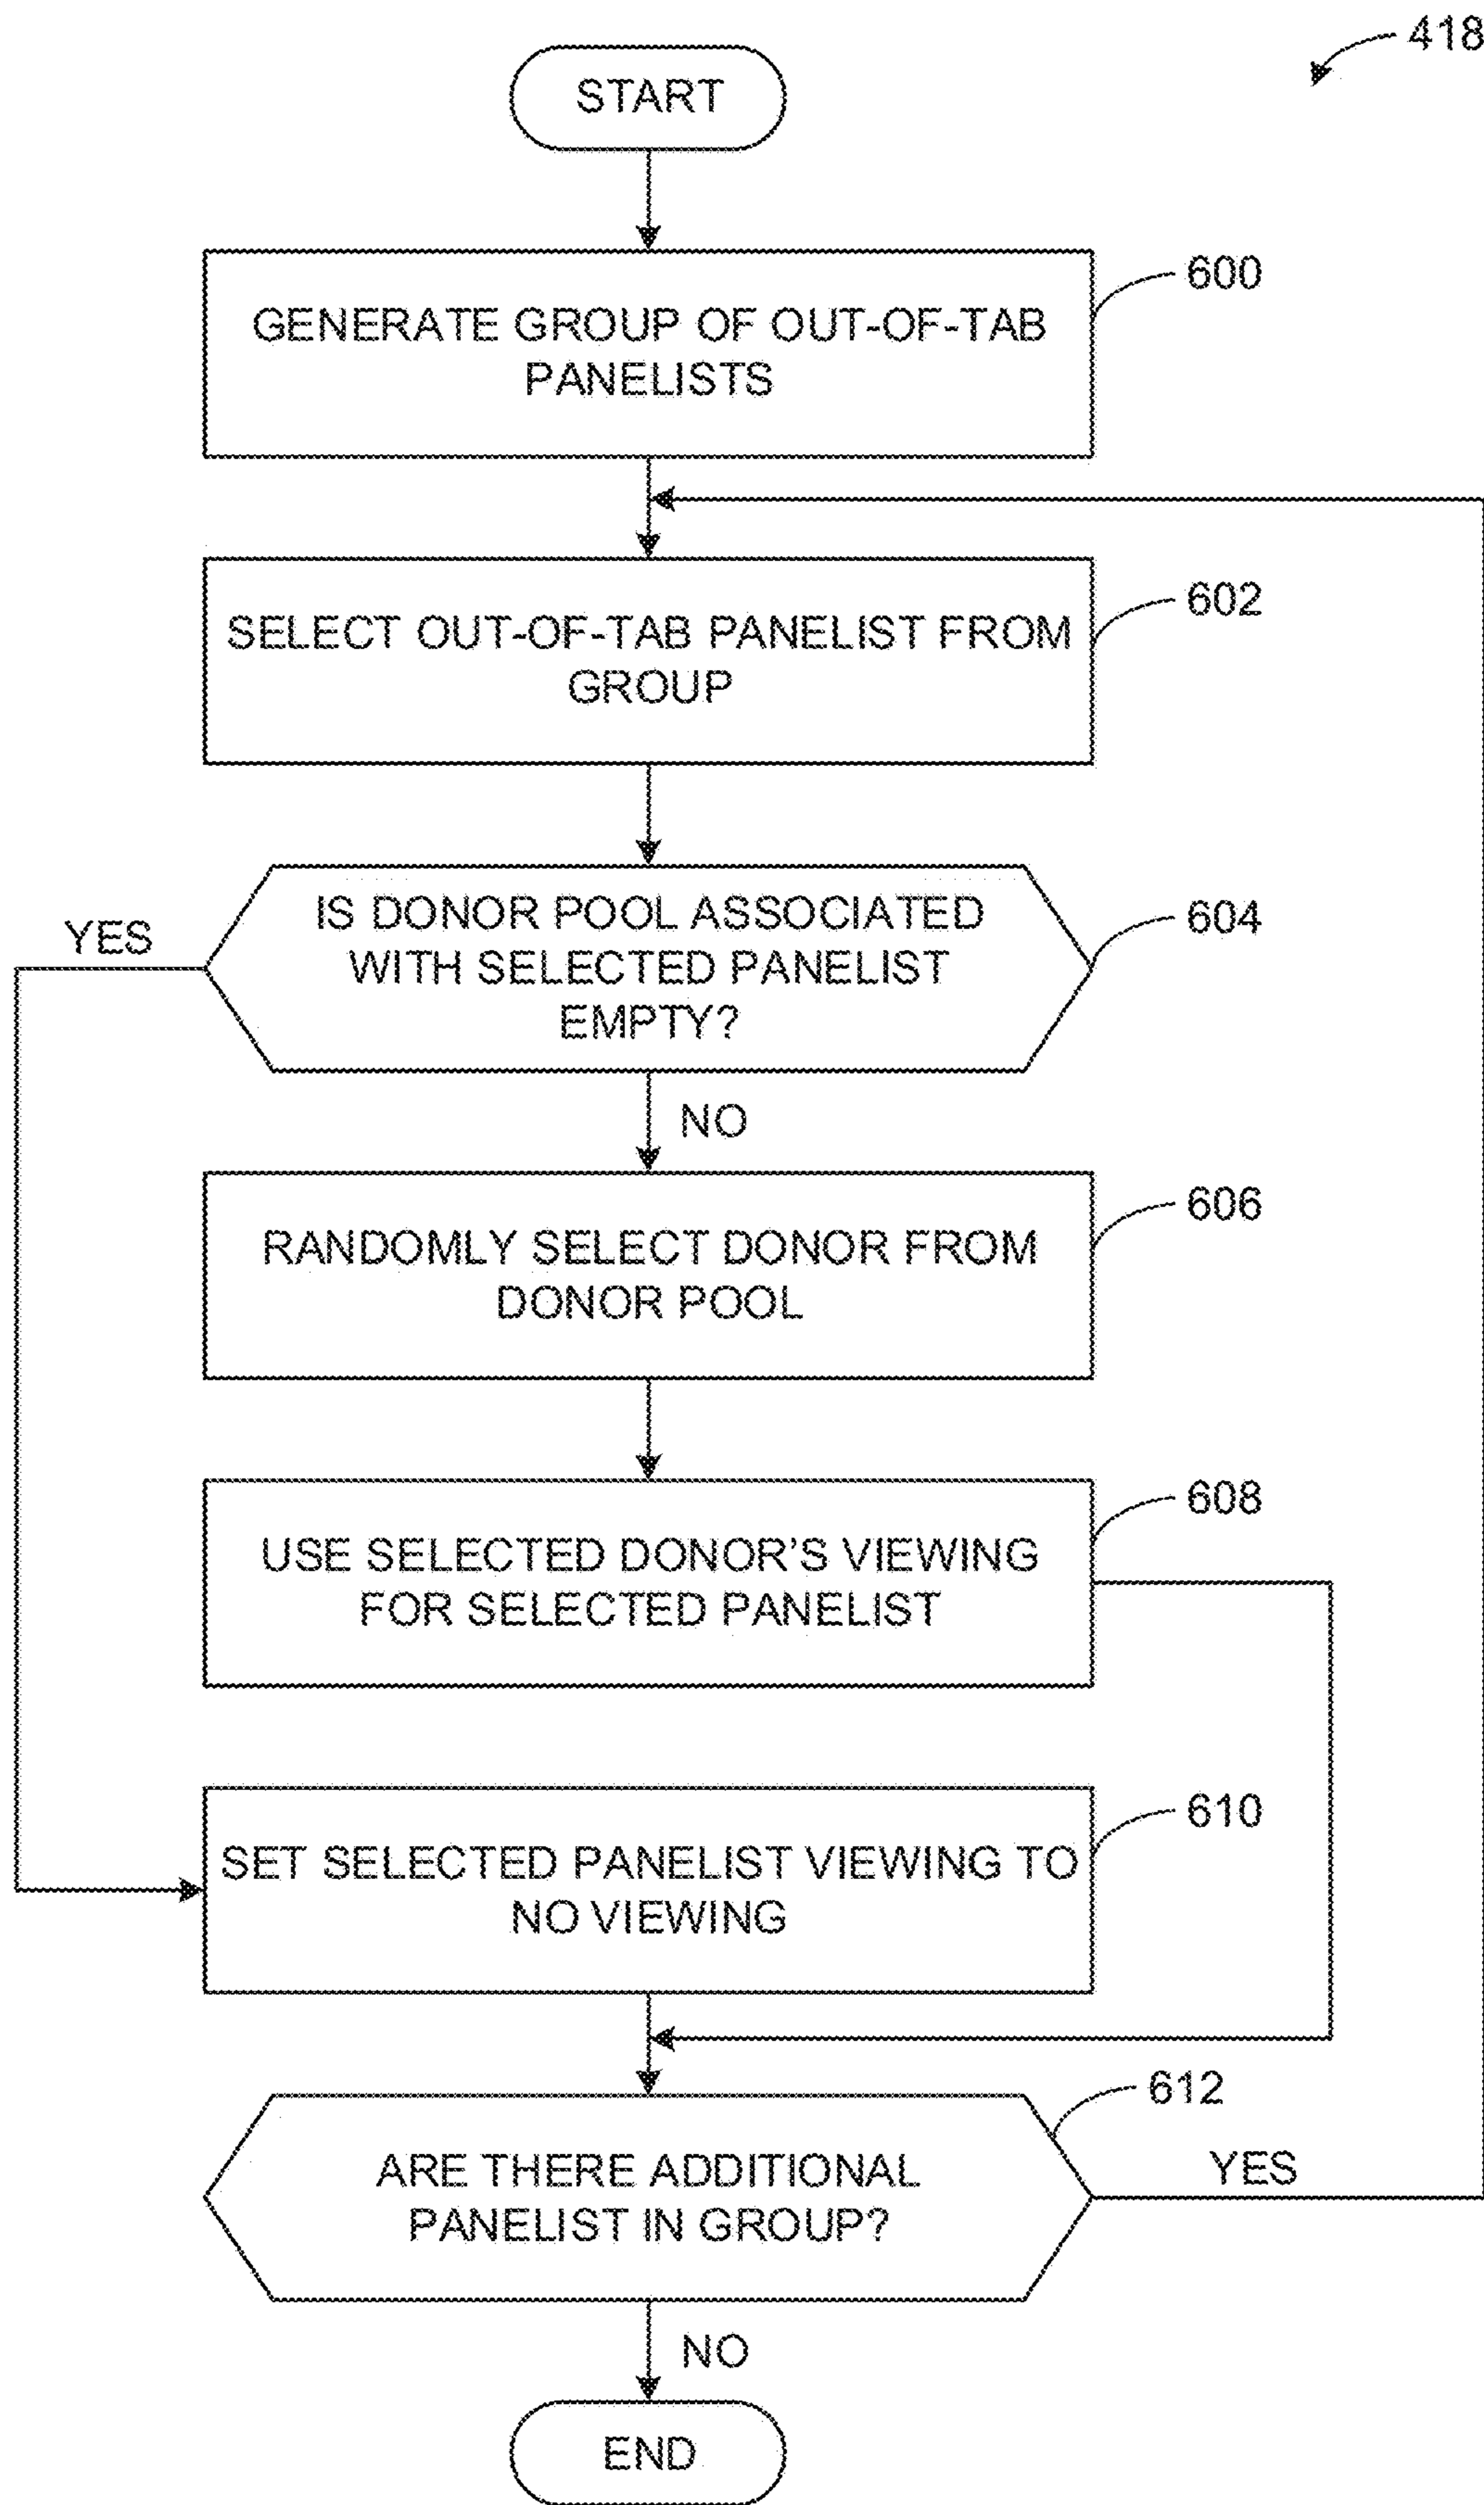 418
START
600
GENERATE GROUP OF OUT-OF-TAB
PANELISTS
602
SELECT OUT-OF-TAB PANELIST FROM
GROUP
604
IS DONOR POOL ASSOCIATED
WITH SELECTED PANELIST
EMPTY?
YES
NO
606
RANDOMLY SELECT DONOR FROM
DONOR POOL
608
USE SELECTED DONOR'S VIEWING
FOR SELECTED PANELIST
610
SET SELECTED PANELIST VIEWING TO
NO VIEWING
612
ARE THERE ADDITIONAL
PANELIST IN GROUP?
YES
NO
END